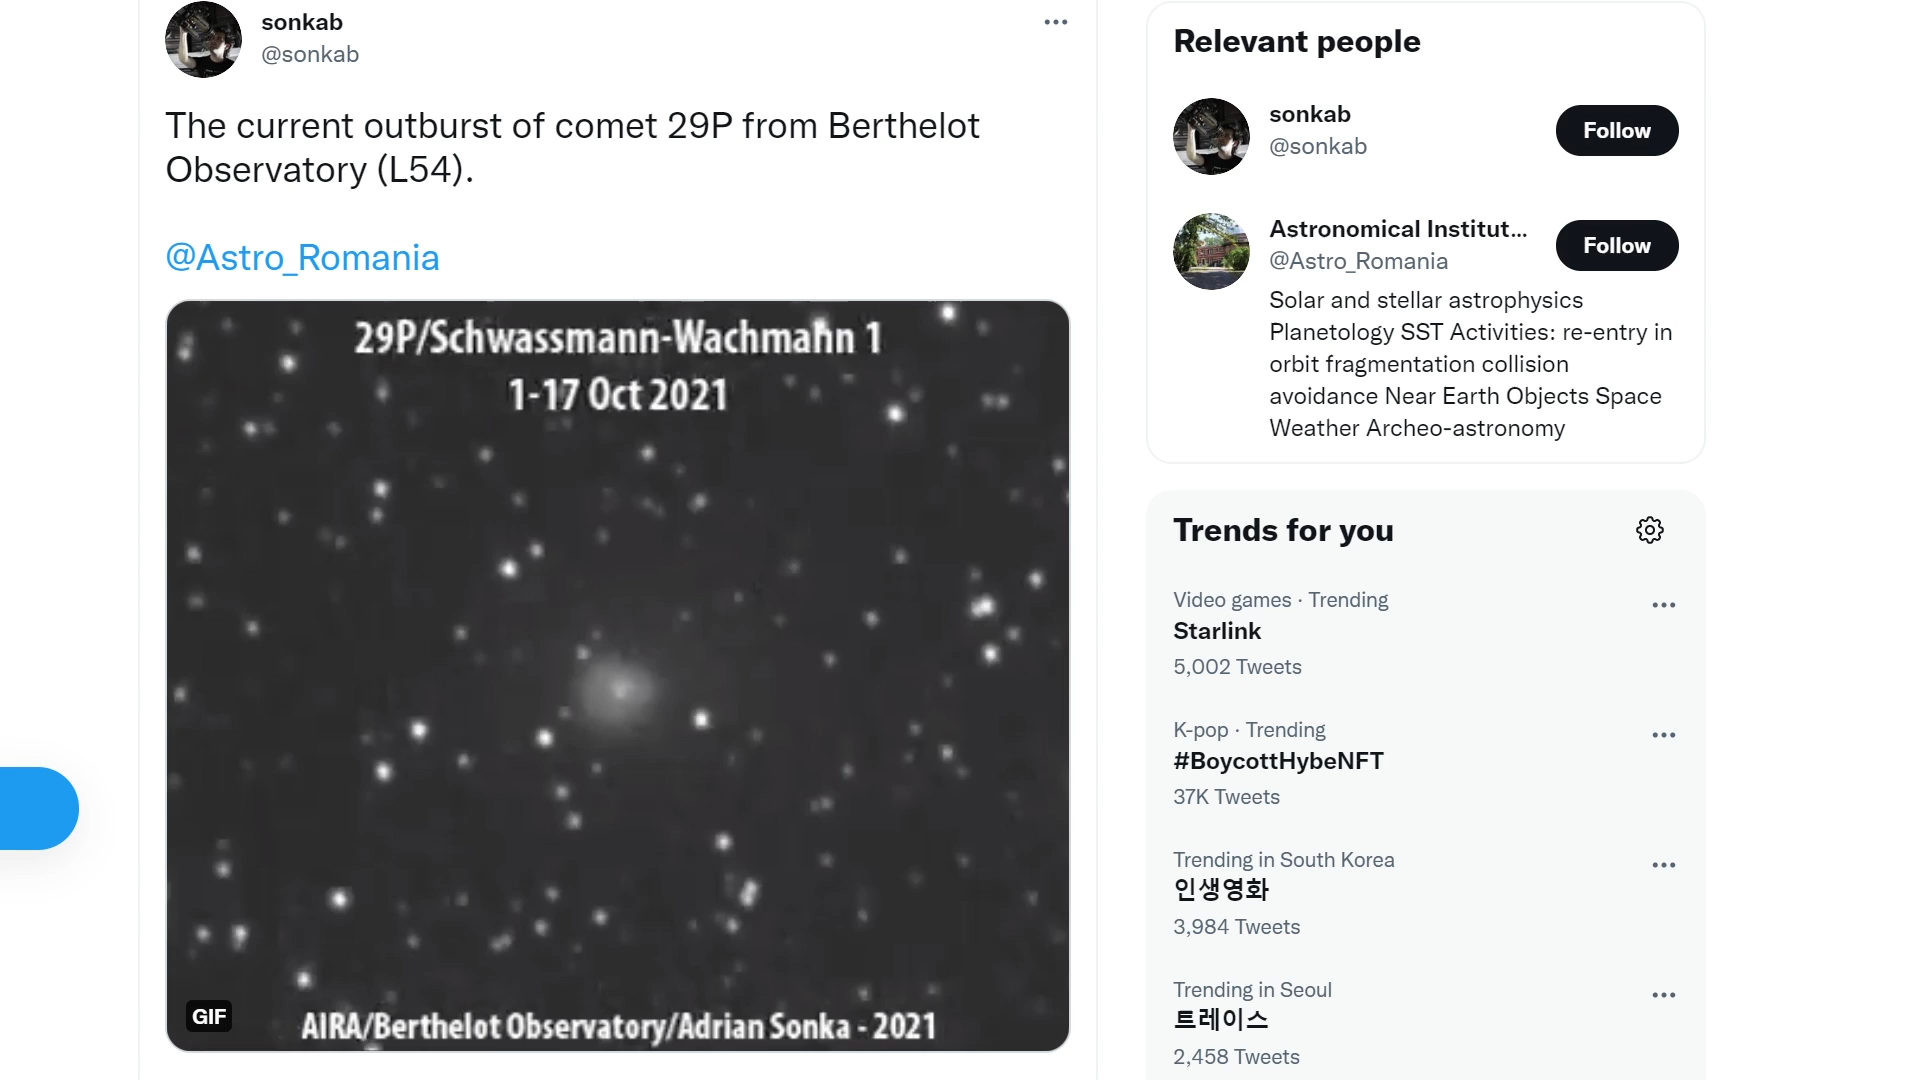 sonkab
@sonkab
The current outburst of comet 29P from Berthelot
Observatory (L54).
@Astro_Romania
29P/Schwassmann-Wachmann 1
1-17 Oct 2021
GIF
AIRA/Berthelot Observatory/Adrian Sonka - 2021
Relevant people
sonkab
@sonkab
Follow
Astronomical Institut...
@Astro_Romania
Follow
Solar and stellar astrophysics
Planetology SST Activities: re-entry in
orbit fragmentation collision
avoidance Near Earth Objects Space
Weather Archeo-astronomy
Trends for you
Video games · Trending
Starlink
5,002 Tweets
K-pop · Trending
#BoycottHybeNFT
37K Tweets
Trending in South Korea
인생영화
3,984 Tweets
Trending in Seoul
트레이스
2,458 Tweets